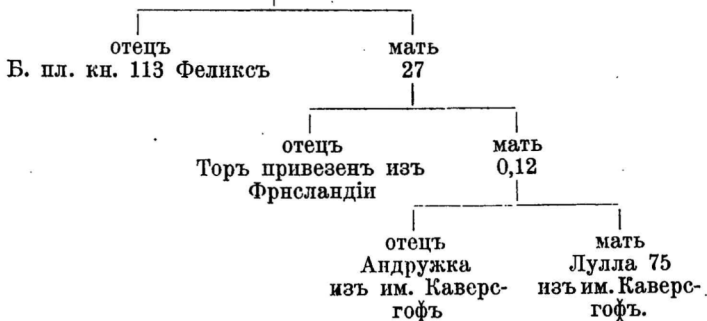 отецъ мать
Б. пл. кн. 113 Феликсъ 27
отецъ мать
Торъ привезенъ изъ 0,12
Фрнсландіи
отецъ мать
Андружка Лулла 75
изъ им. Каверс- изъ им. Каверс-
гофъ гофъ.